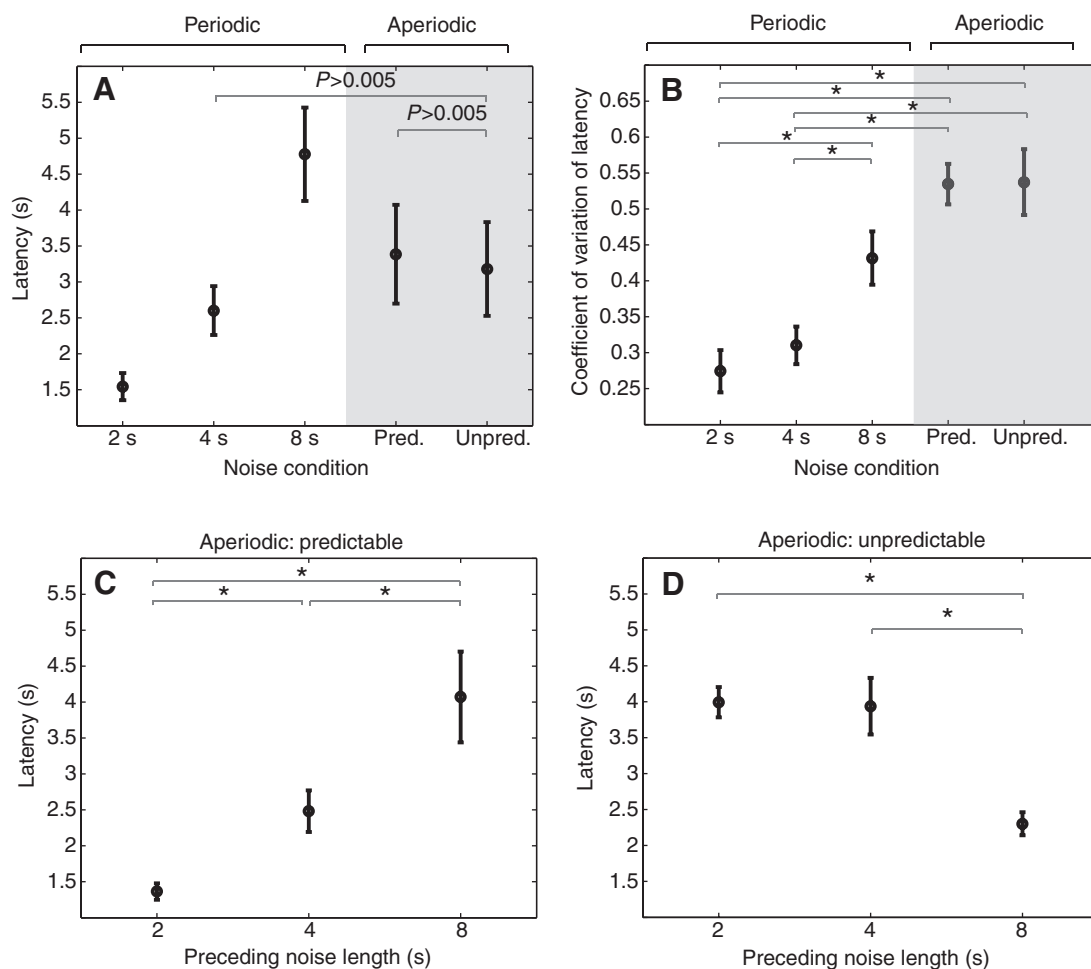 Periodic
Aperiodic
A
P>0.005
P>0.005
Latency (s)
5.5
5
4.5
4
3.5
3
2.5
2
1.5
2 s
4 s
8 s
Pred.
Unpred.
Noise condition
Periodic
Aperiodic
B
*
*
*
*
*
*
Coefficient of variation of latency
0.65
0.6
0.55
0.5
0.45
0.4
0.35
0.3
0.25
2 s
4 s
8 s
Pred.
Unpred.
Noise condition
Aperiodic: predictable
C
*
*
*
Latency (s)
5.5
5
4.5
4
3.5
3
2.5
2
1.5
2
4
8
Preceding noise length (s)
Aperiodic: unpredictable
D
*
*
Latency (s)
5.5
5
4.5
4
3.5
3
2.5
2
1.5
2
4
8
Preceding noise length (s)